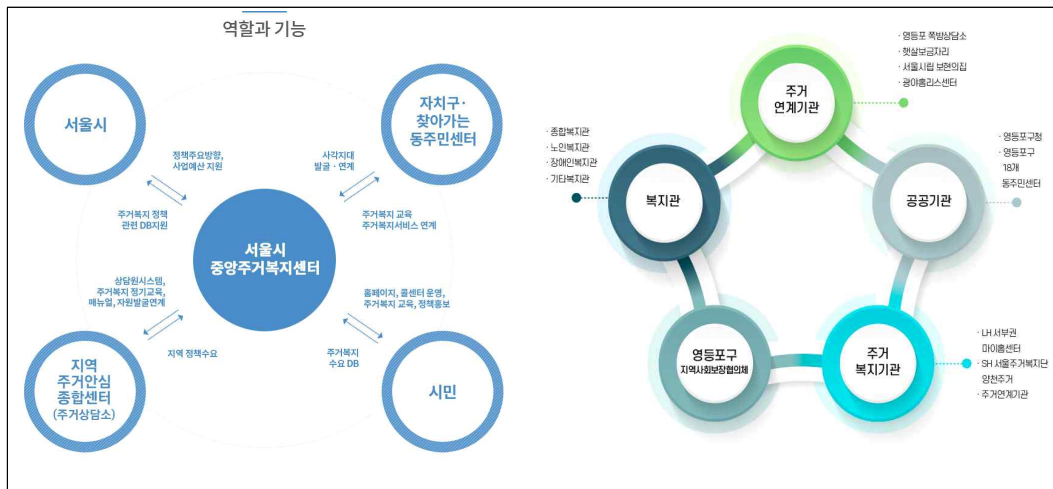 역할과 기능
서울시
자치구·
찾아가는
동주민센터
정책주요방향,
사업예산 지원
사각지대
발굴·연계
주거복지 정책
관련 DB지원
주거복지 교육
주거복지서비스 연계
서울시
중앙주거복지센터
상담원시스템,
주거복지 정기교육,
매뉴얼, 자원발굴연계
홈페이지, 콜센터 운영,
주거복지 교육, 정책홍보
지역 정책수요
주거복지
수요 DB
지역
주거안심
종합센터
(주거상담소)
시민
주거
연계기관
· 영등포 쪽방상담소
· 햇살보금자리
· 서울시립 보현의집
· 광야홈리스센터
· 종합복지관
· 노인복지관
· 장애인복지관
· 기타복지관
복지관
공공기관
· 영등포구청
· 영등포구
18개
동주민센터
영등포구
지역사회보장협의체
주거
복지기관
· LH 서부권
마이홈센터
· SH 서울주거복지단
양천주거
· 주거연계기관